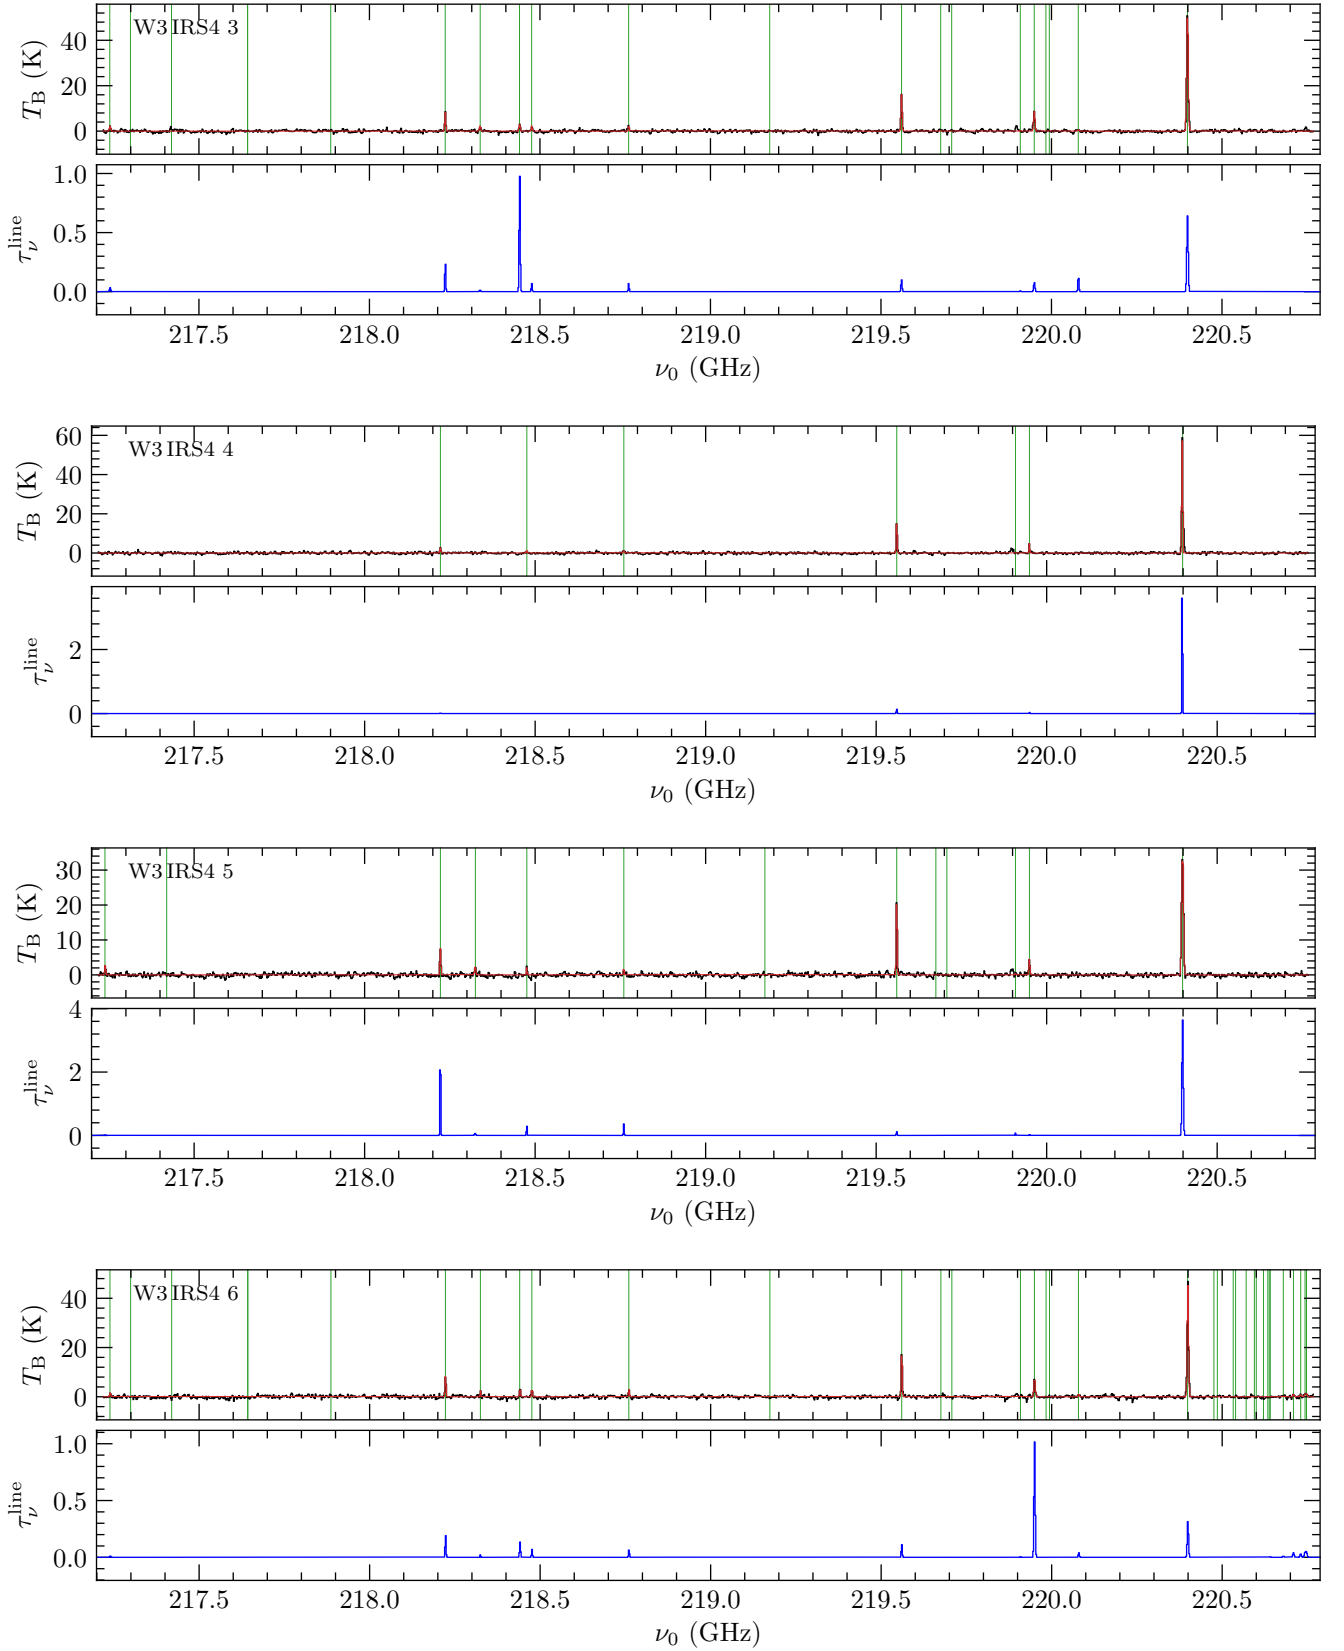 W3 IRS4 3
T_B (K)
40
20
0
τ_ν^line
1.0
0.5
0.0
217.5 218.0 218.5 219.0 219.5 220.0 220.5
ν_0 (GHz)
W3 IRS4 4
T_B (K)
60
40
20
0
τ_ν^line
2
0
217.5 218.0 218.5 219.0 219.5 220.0 220.5
ν_0 (GHz)
W3 IRS4 5
T_B (K)
30
20
10
0
τ_ν^line
4
2
0
217.5 218.0 218.5 219.0 219.5 220.0 220.5
ν_0 (GHz)
W3 IRS4 6
T_B (K)
40
20
0
τ_ν^line
1.0
0.5
0.0
217.5 218.0 218.5 219.0 219.5 220.0 220.5
ν_0 (GHz)